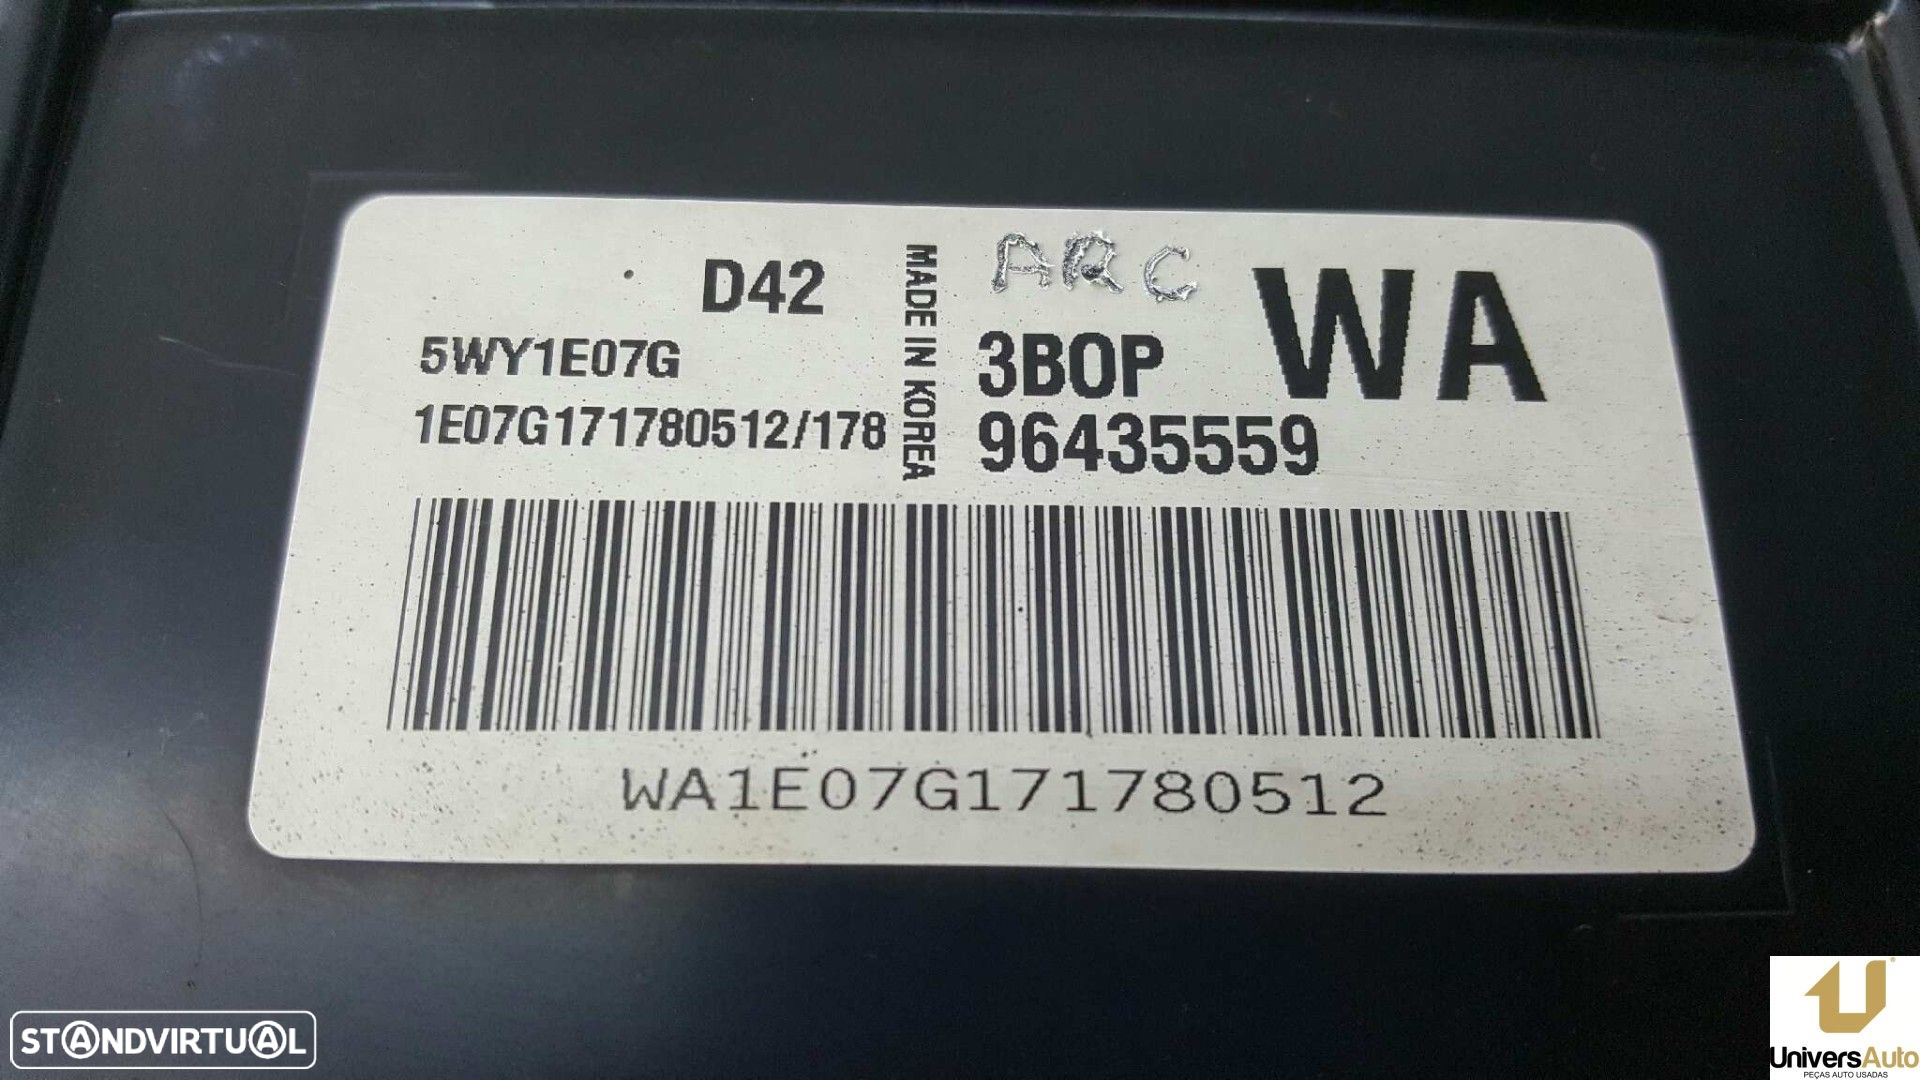 D42
5WY1E07G
1E07G171780512/178
MADE IN KOREA
ARC
3BOP
WA
96435559
WA1E07G171780512
STANDVIRTUAL
UniversAuto
PEÇAS AUTO USADAS